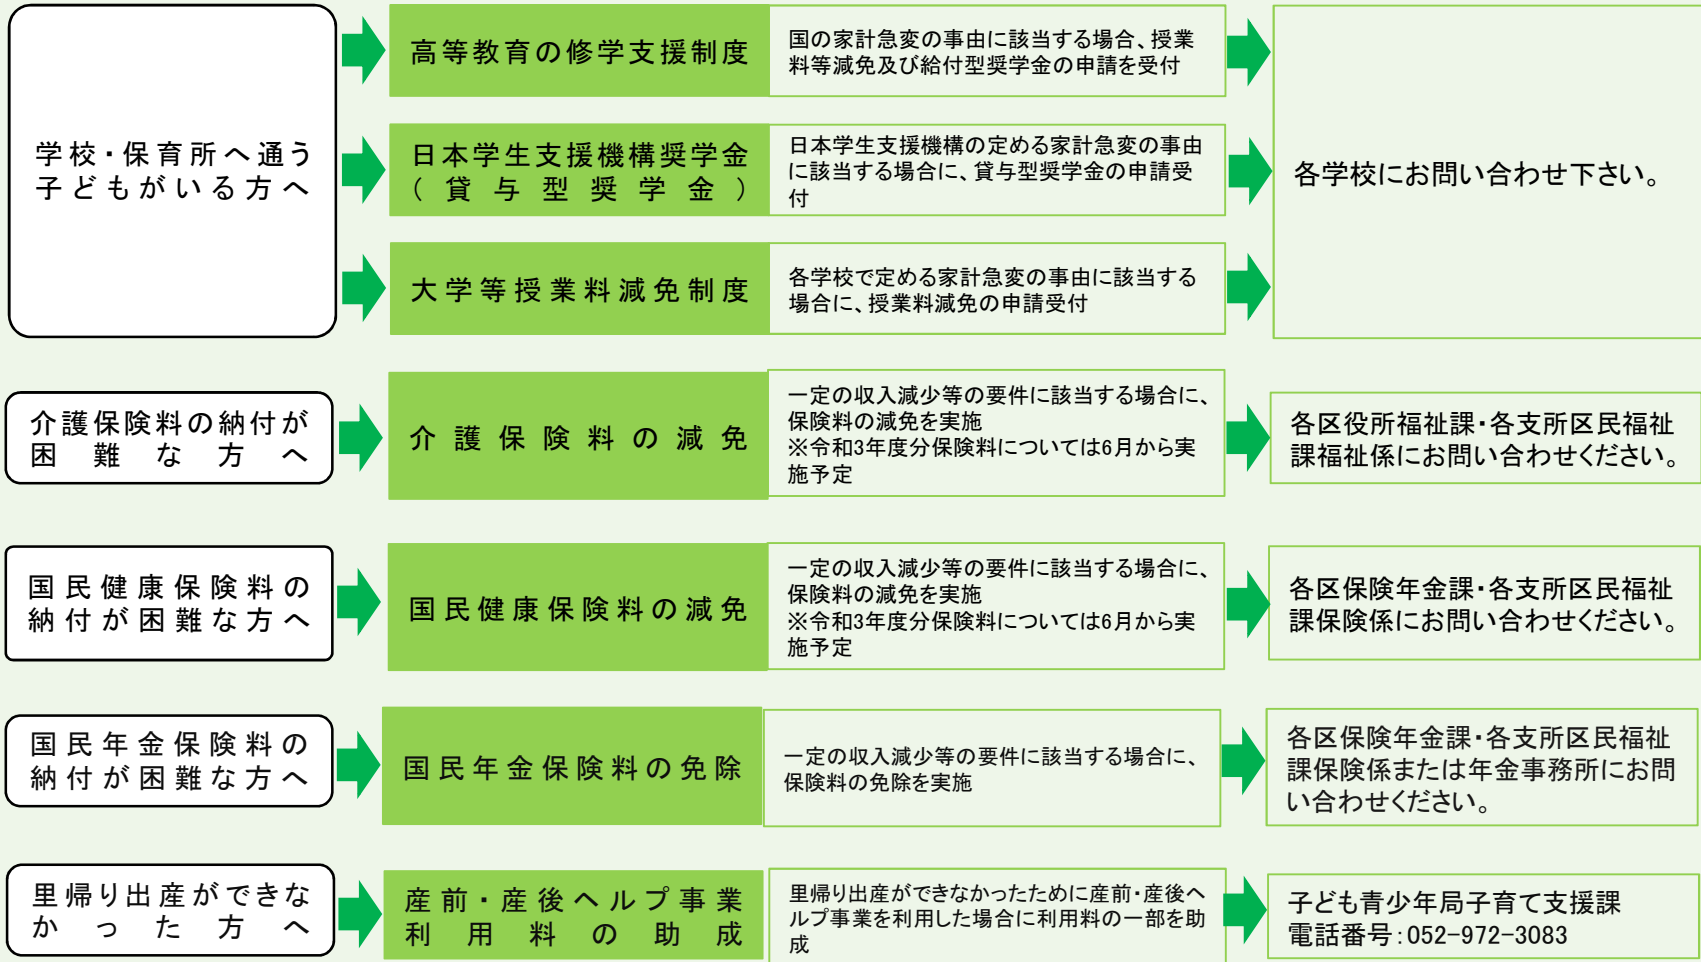 学校・保育所へ通う
子どもがいる方へ
高等教育の修学支援制度
国の家計急変の事由に該当する場合、授業
料等減免及び給付型奨学金の申請を受付
日本学生支援機構奨学金
(貸与型奨学金)
日本学生支援機構の定める家計急変の事由
に該当する場合に、貸与型奨学金の申請受
付
大学等授業料減免制度
各学校で定める家計急変の事由に該当する
場合に、授業料減免の申請受付
各学校にお問い合わせ下さい。
介護保険料の納付が
困難な方へ
介護保険料の減免
一定の収入減少等の要件に該当する場合に、
保険料の減免を実施
※令和3年度分保険料については6月から実
施予定
各区役所福祉課・各支所区民福祉
課福祉係にお問い合わせください。
国民健康保険料の
納付が困難な方へ
国民健康保険料の減免
一定の収入減少等の要件に該当する場合に、
保険料の減免を実施
※令和3年度分保険料については6月から実
施予定
各区保険年金課・各支所区民福祉
課保険係にお問い合わせください。
国民年金保険料の
納付が困難な方へ
国民年金保険料の免除
一定の収入減少等の要件に該当する場合に、
保険料の免除を実施
各区保険年金課・各支所区民福祉
課保険係または年金事務所にお問
い合わせください。
里帰り出産ができな
かった方へ
産前・産後ヘルプ事業
利用料の助成
里帰り出産ができなかったために産前・産後ヘ
ルプ事業を利用した場合に利用料の一部を助
成
子ども青少年局子育て支援課
電話番号:052-972-3083